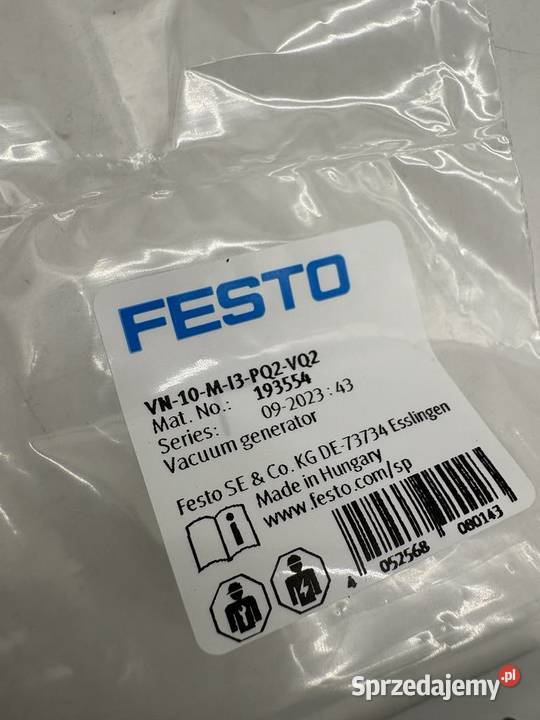 FESTO
VN-10-M-I3-PQ2-VQ2
Mat. No.: 193554
Series: 09-2023 : 43
Vacuum generator
Festo SE & Co. KG DE-73734 Esslingen
Made in Hungary
www.festo.com/sp
4 052568 080143
Sprzedajemy.pl